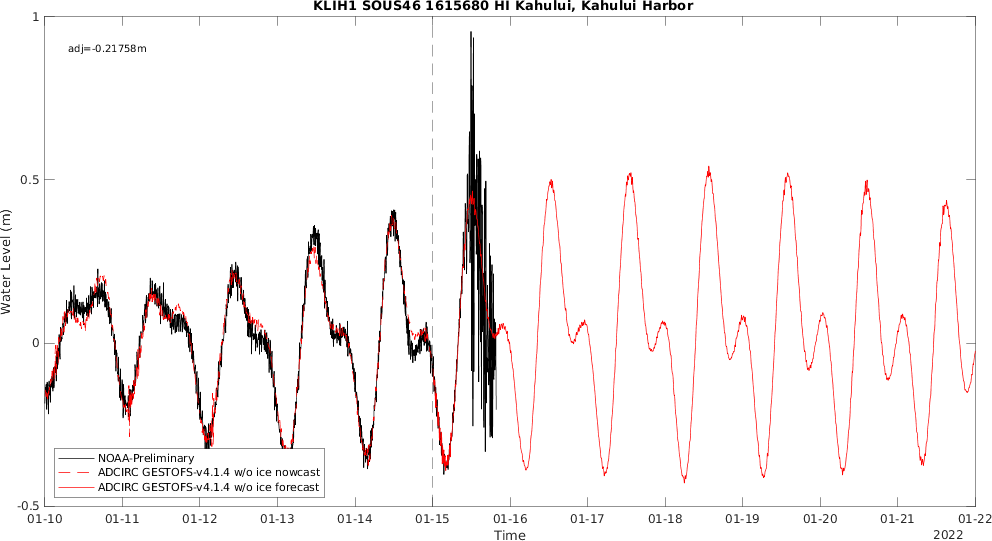 KLIH1 SOUS46 1615680 HI Kahului, Kahului Harbor
adj=-0.21758m
1
0.5
0
-0.5
Water Level (m)
NOAA-Preliminary
ADCIRC GESTOFS-v4.1.4 w/o ice nowcast
ADCIRC GESTOFS-v4.1.4 w/o ice forecast
01-10 01-11 01-12 01-13 01-14 01-15 01-16 01-17 01-18 01-19 01-20 01-21 01-22
Time
2022